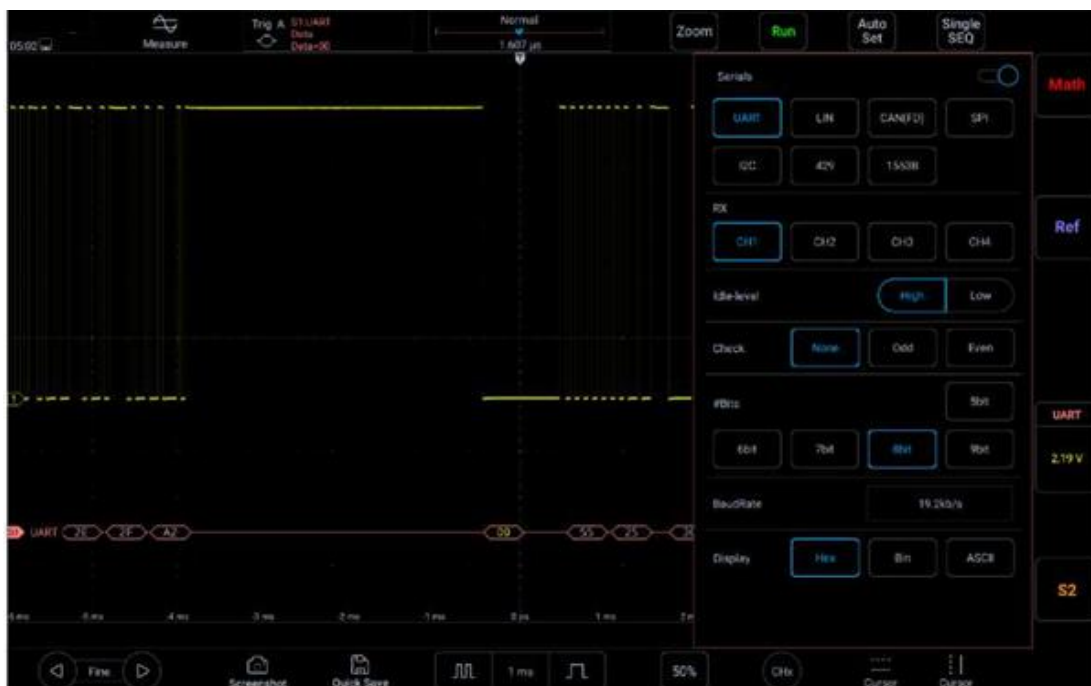 Trig A S1:UART
Data
Data=00
Normal
1.607 µs
05:02
Measure
Zoom
Run
Auto
Set
Single
SEQ
Serials
UART LIN CAN(FD) SPI
I2C 429 1553B
RX
CH1 CH2 CH3 CH4
Idle-level High Low
Check None Odd Even
#Bits 5bit
6bit 7bit 8bit 9bit
BaudRate 19.2kb/s
Display Hex Bin ASCII
Math
Ref
UART
2.19 V
S2
1
UART 2E 2F A2 00 55 25
-5 ms -4 ms -3 ms -2 ms -1 ms 0 ps 1 ms
Fine
Screenshot
Quick Save
1 ms
50%
CHx
Cursor
Cursor